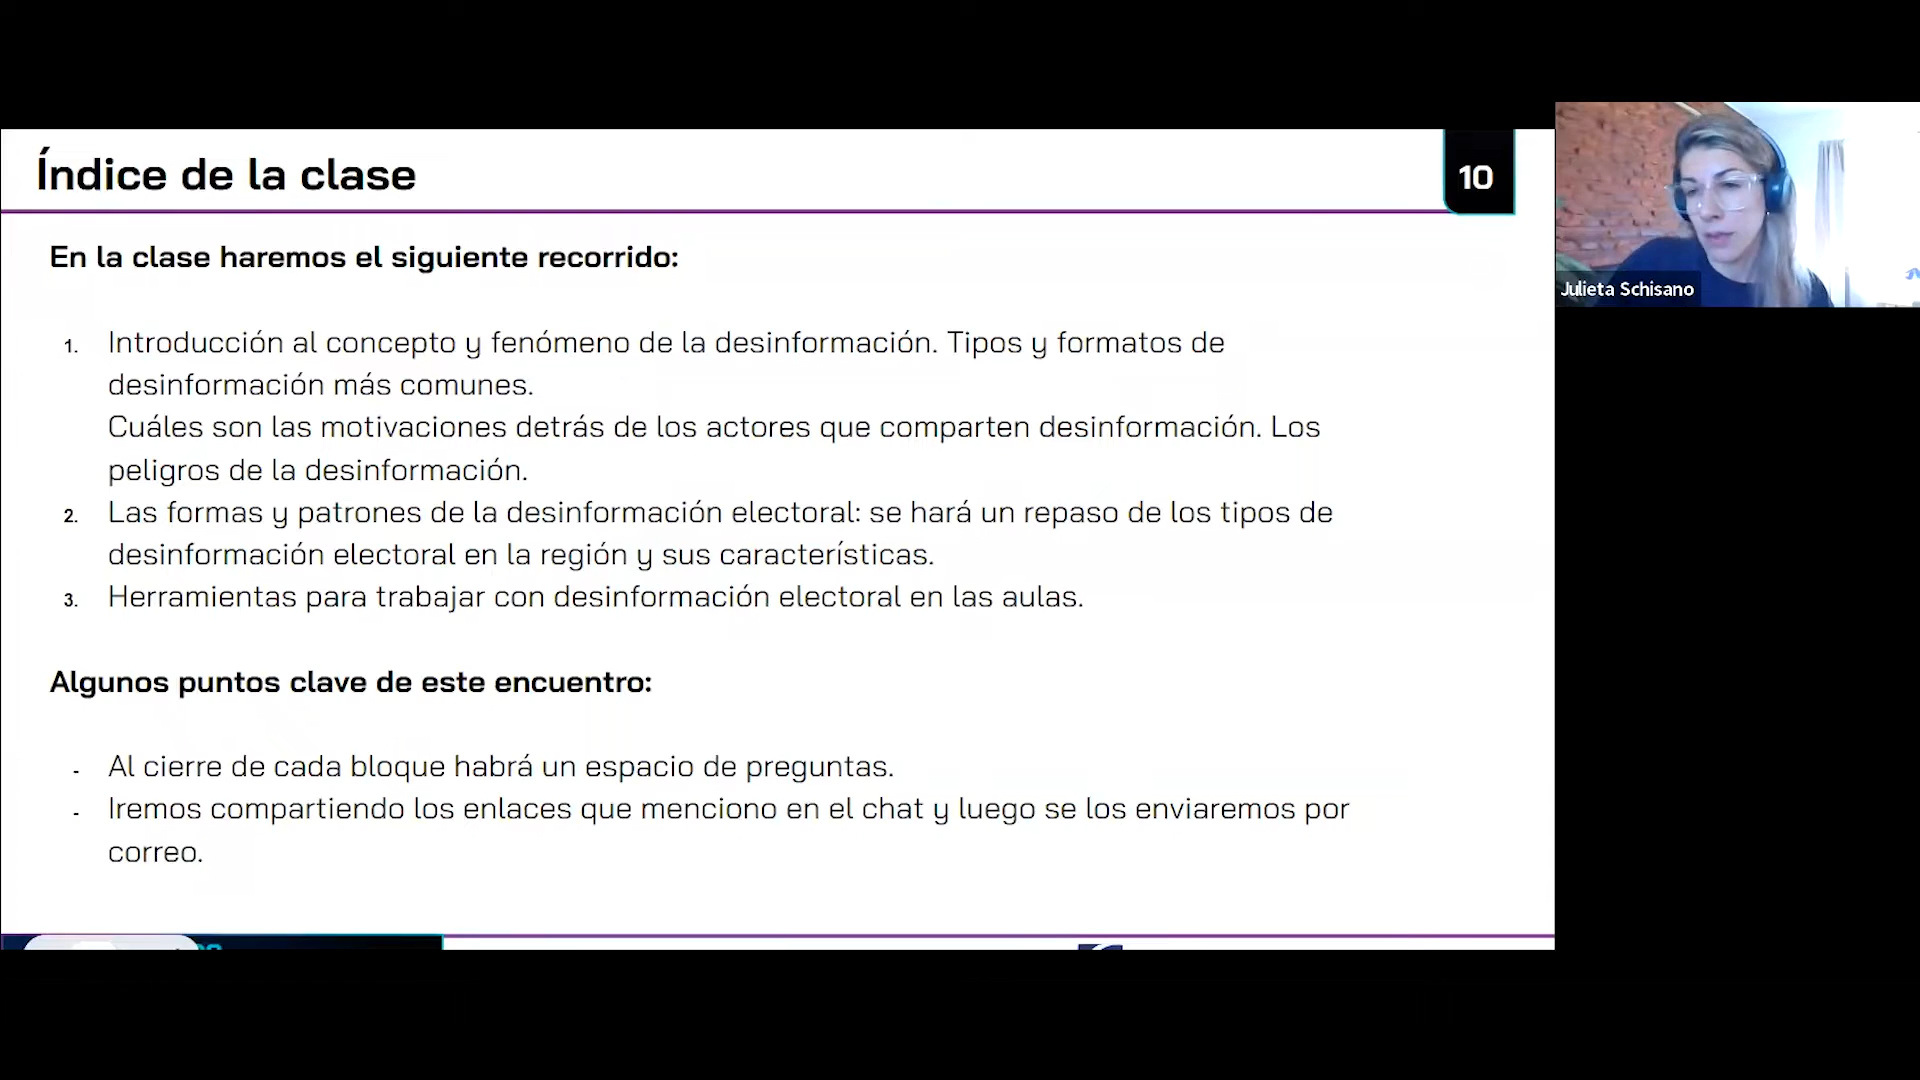 Índice de la clase
10
Julieta Schisano
En la clase haremos el siguiente recorrido:
1. Introducción al concepto y fenómeno de la desinformación. Tipos y formatos de
desinformación más comunes.
Cuáles son las motivaciones detrás de los actores que comparten desinformación. Los
peligros de la desinformación.
2. Las formas y patrones de la desinformación electoral: se hará un repaso de los tipos de
desinformación electoral en la región y sus características.
3. Herramientas para trabajar con desinformación electoral en las aulas.
Algunos puntos clave de este encuentro:
- Al cierre de cada bloque habrá un espacio de preguntas.
- Iremos compartiendo los enlaces que menciono en el chat y luego se los enviaremos por
correo.